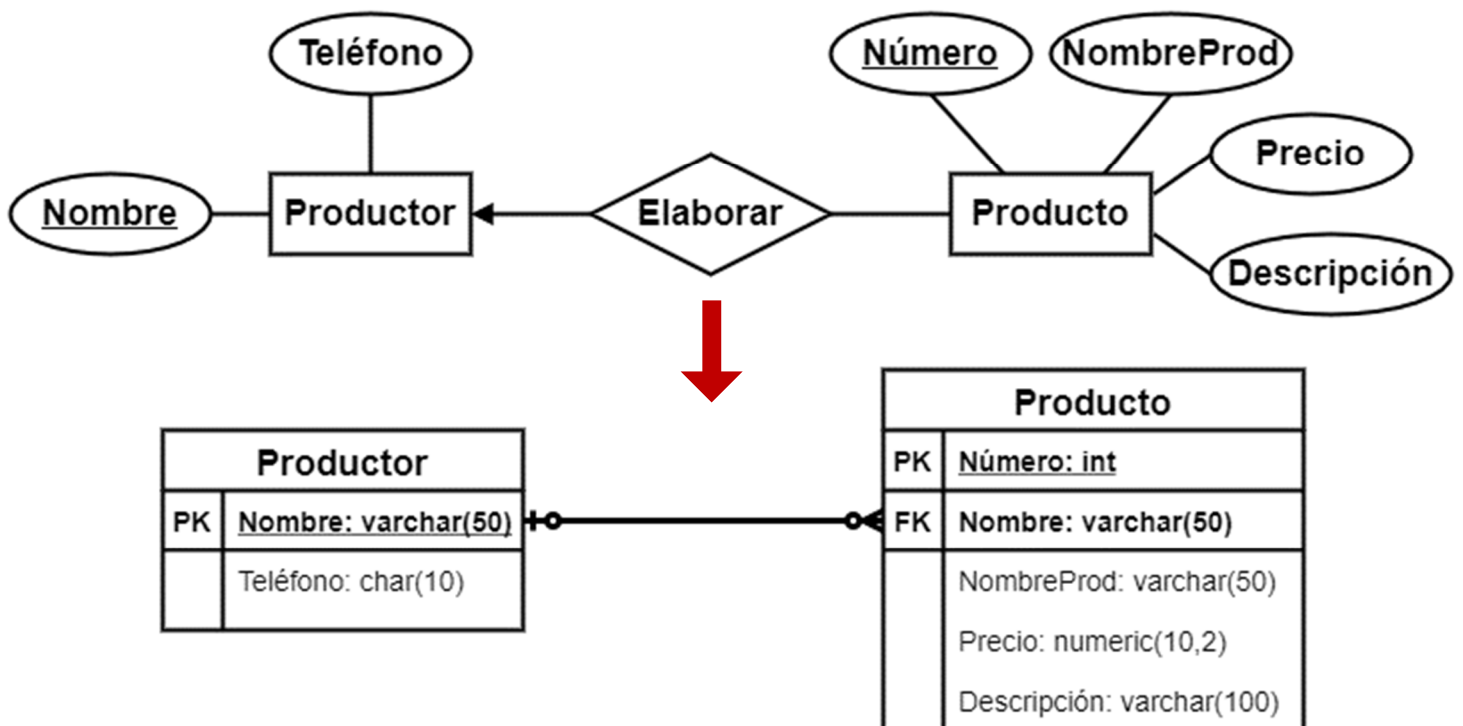 Teléfono
Número
NombreProd
Precio
Nombre
Productor
Elaborar
Producto
Descripción
Productor
PK
Nombre: varchar(50)
Teléfono: char(10)
Producto
PK
Número: int
FK
Nombre: varchar(50)
NombreProd: varchar(50)
Precio: numeric(10,2)
Descripción: varchar(100)